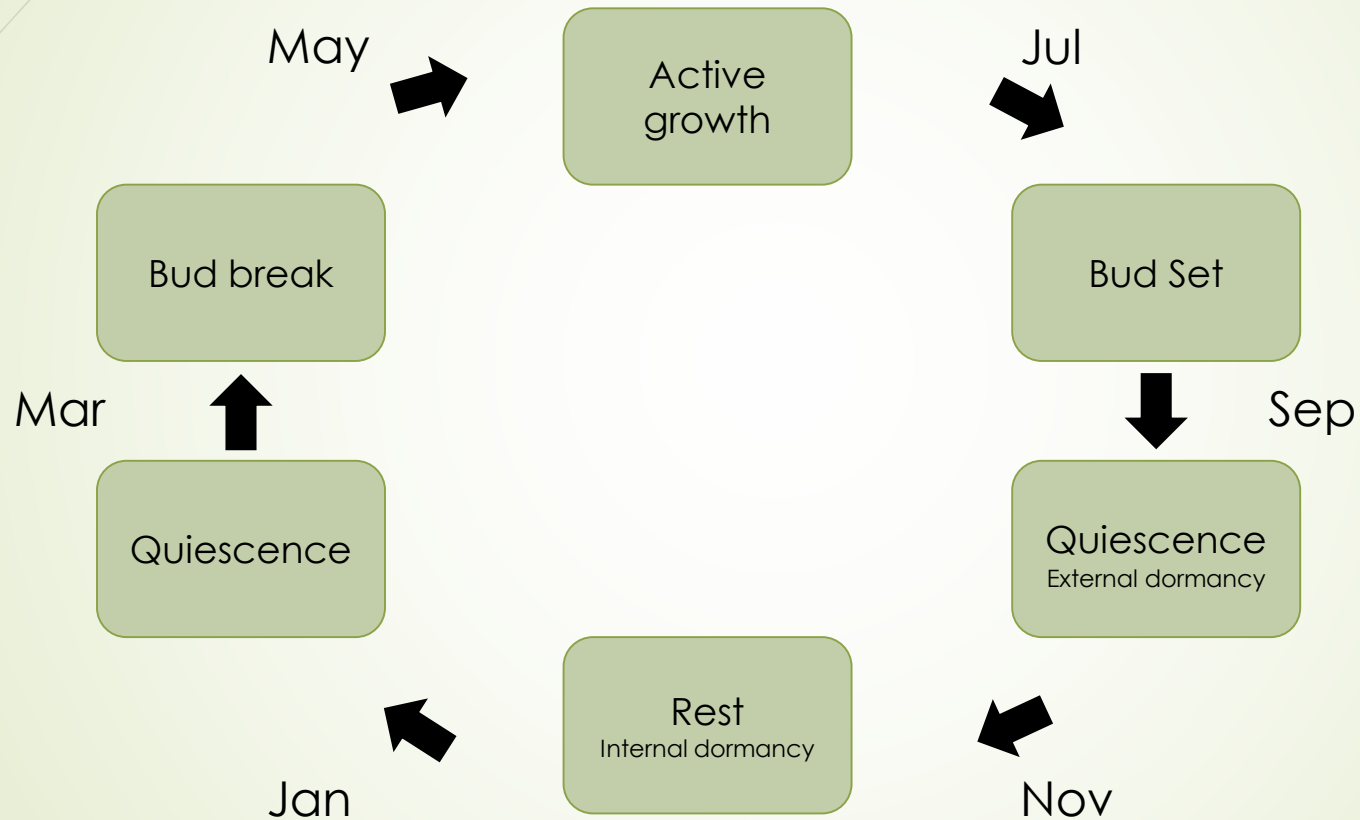 May
Active
growth
Jul
Bud break
Bud Set
Mar
Sep
Quiescence
Quiescence
External dormancy
Rest
Internal dormancy
Jan
Nov